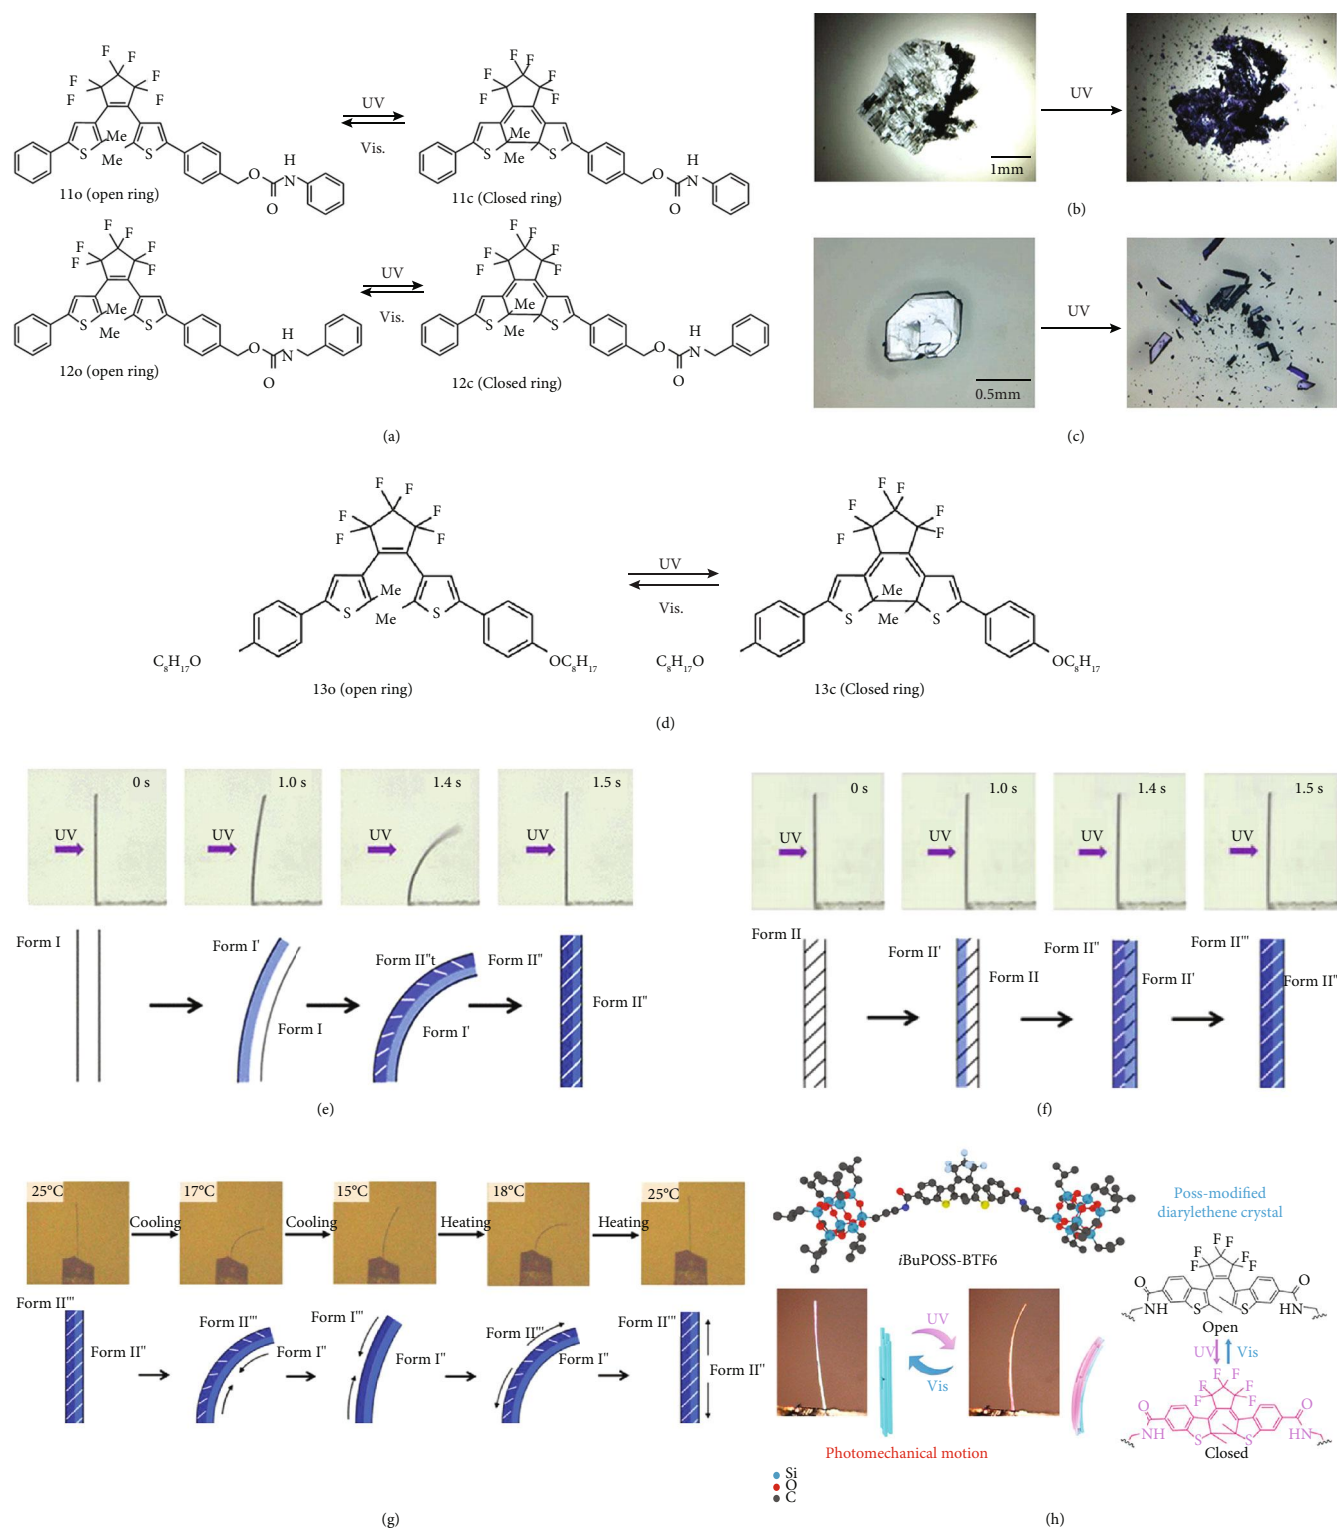 F
F
F
F
F
F
Me
Me
S
S
H
N
O
O
11o (open ring)
UV
Vis.
F
F
F
F
F
F
Me
Me
S
S
H
N
O
O
11c (Closed ring)
F
F
F
F
F
F
Me
Me
S
S
H
N
O
O
12o (open ring)
UV
Vis.
F
F
F
F
F
F
Me
Me
S
S
H
N
O
O
12c (Closed ring)
(a)
UV
1mm
(b)
UV
0.5mm
(c)
F
F
F
F
F
F
Me
Me
S
S
C8H17O
OC8H17
13o (open ring)
UV
Vis.
F
F
F
F
F
F
Me
Me
S
S
C8H17O
OC8H17
13c (Closed ring)
(d)
0 s
UV
1.0 s
UV
1.4 s
UV
1.5 s
UV
Form I
Form I'
Form I
Form II"t
Form I'
Form II"
Form II"
(e)
0 s
UV
1.0 s
UV
1.4 s
UV
1.5 s
UV
Form II
Form II'
Form II
Form II"
Form II'
Form II'''
Form II"
(f)
25°C
Cooling
17°C
Cooling
15°C
Heating
18°C
Heating
25°C
Form II'''
Form II"
Form II'''
Form I"
Form I'''
Form I"
Form II'''
Form I"
Form II'''
Form II"
(g)
iBuPOSS-BTF6
Poss-modified
diarylethene crystal
F
F
F
F
F
F
O
NH
S
S
O
HN
Open
UV
Vis
F
F
F
F
F
F
O
NH
S
S
O
HN
Closed
UV
Vis
Photomechanical motion
Si
O
C
(h)